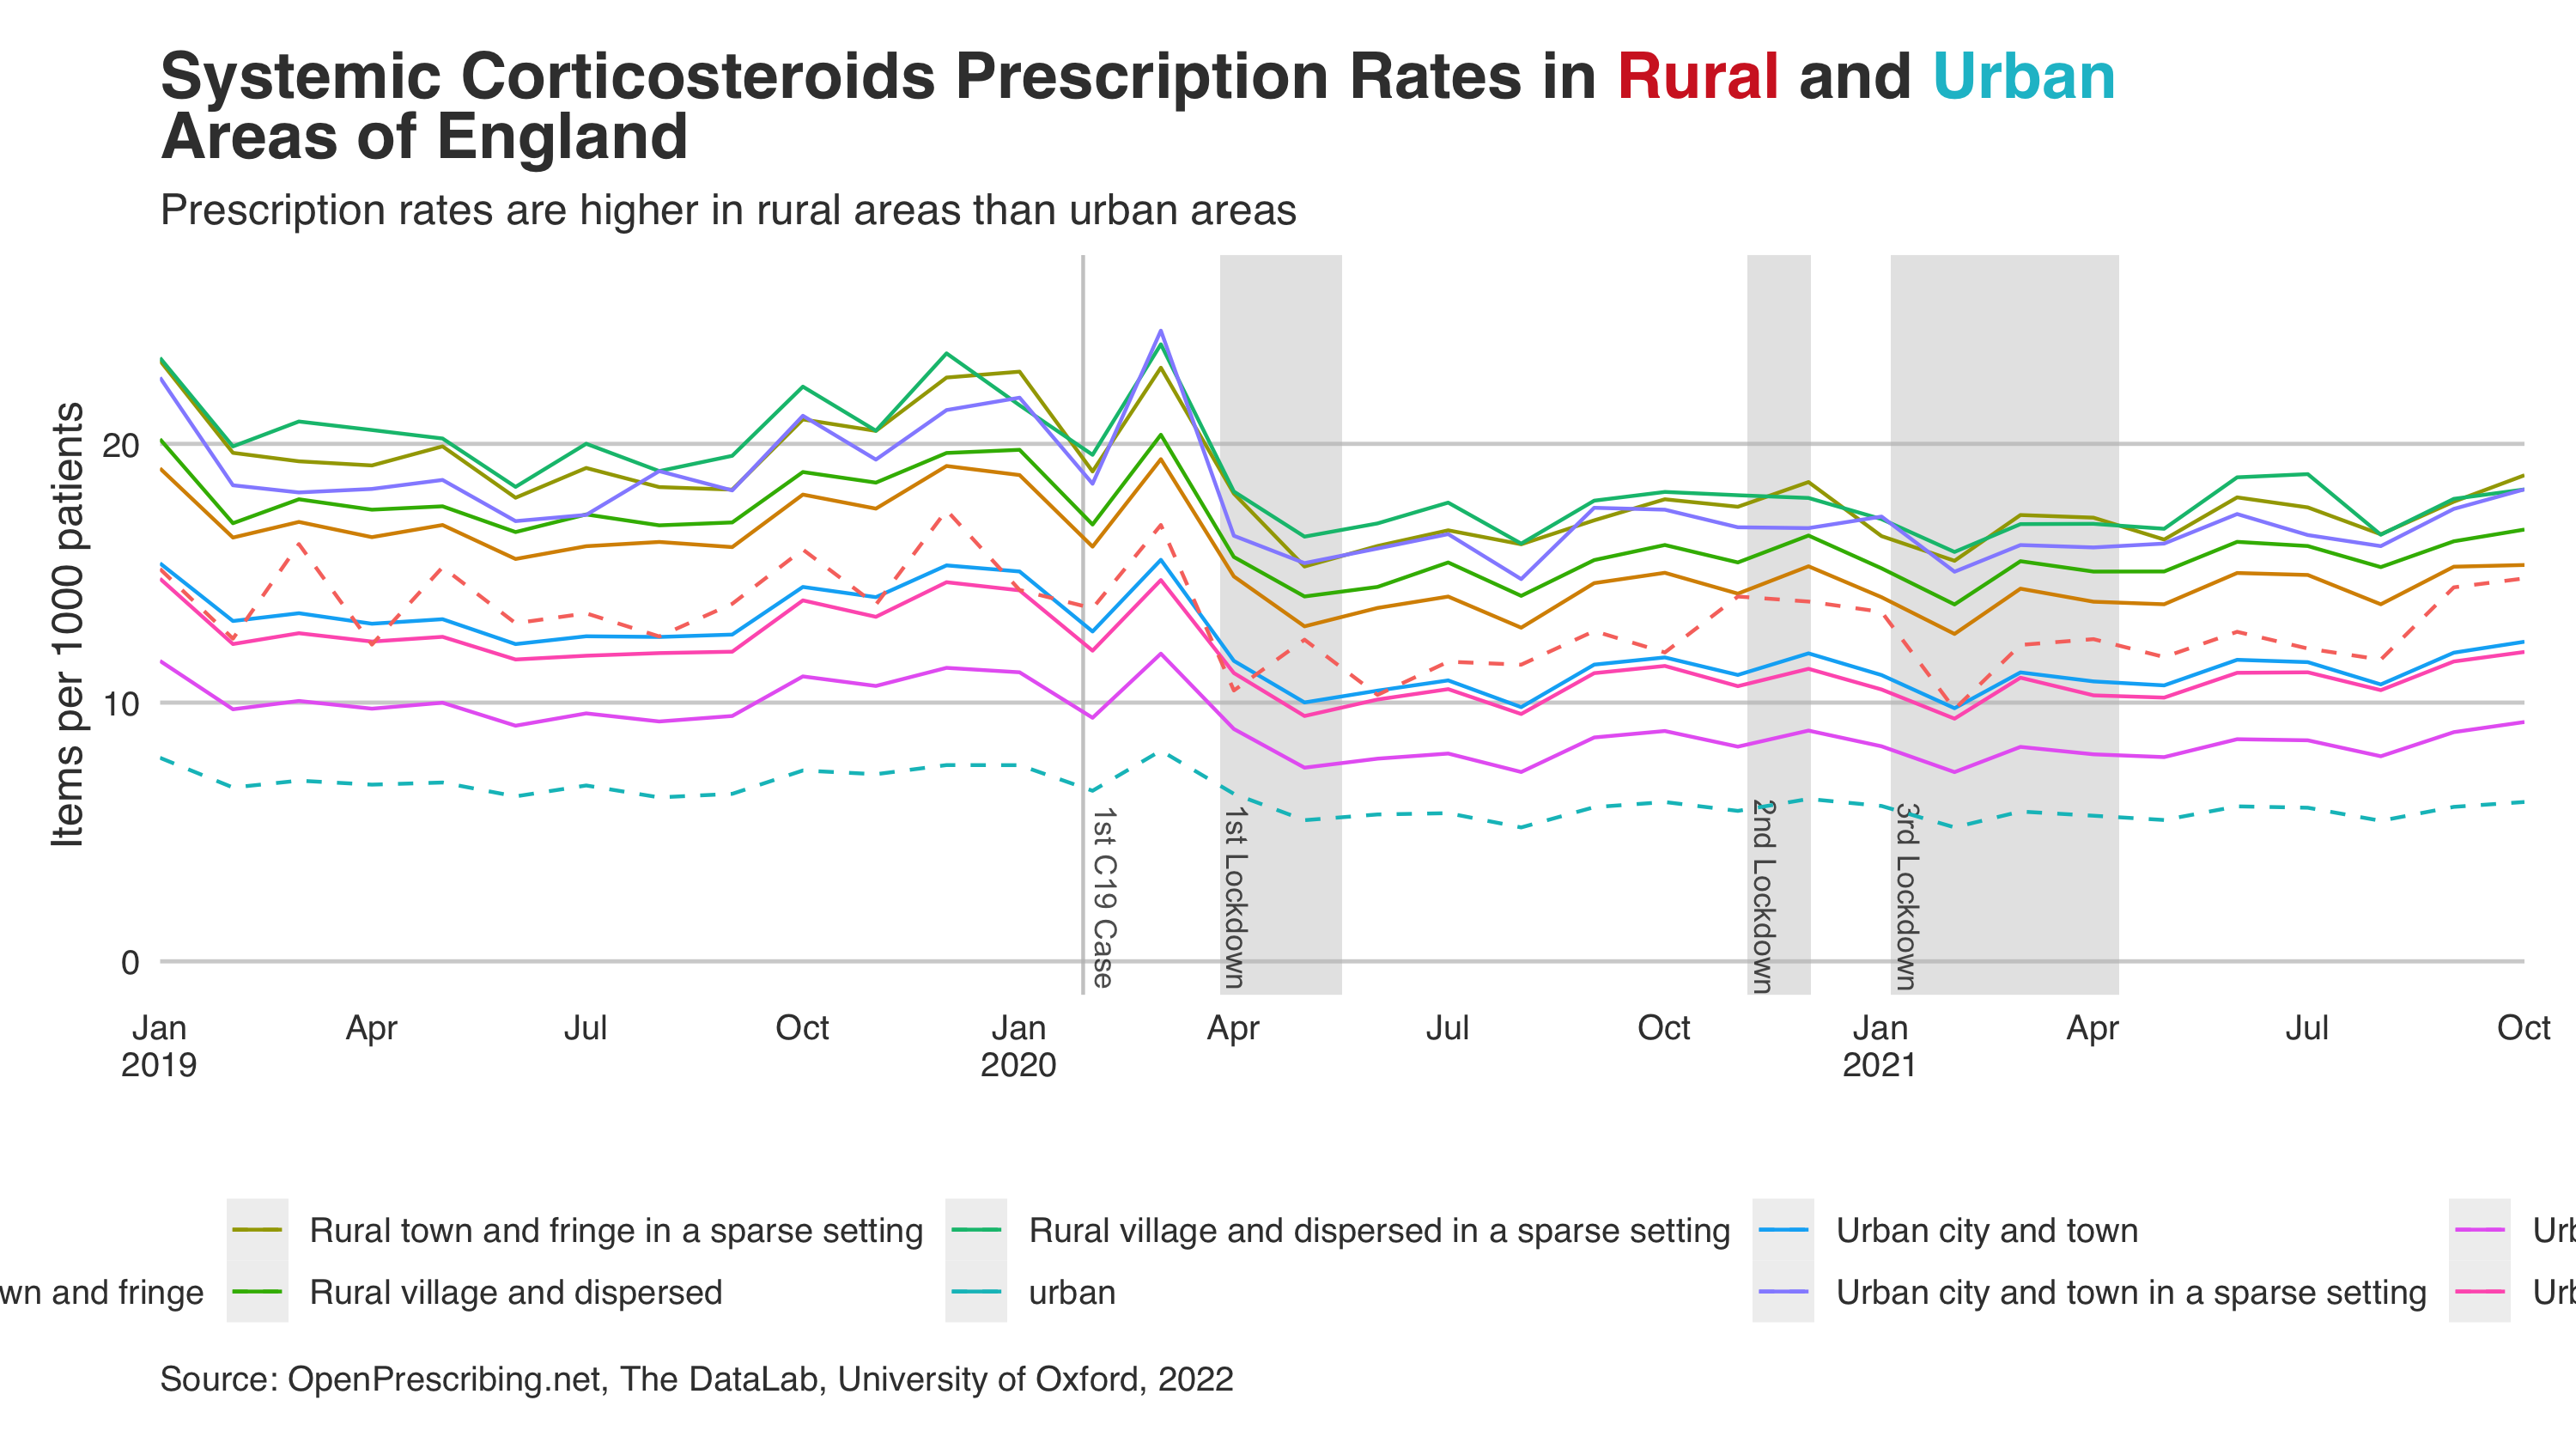 Systemic Corticosteroids Prescription Rates in Rural and Urban
Areas of England
Prescription rates are higher in rural areas than urban areas
Items per 1000 patients
20
10
0
1st C19 Case
1st Lockdown
2nd Lockdown
3rd Lockdown
Jan Apr Jul Oct Jan Apr Jul Oct Jan Apr Jul Oct
2019 2020 2021
Rural town and fringe in a sparse setting Rural village and dispersed in a sparse setting Urban city and town Urb
wn and fringe Rural village and dispersed urban Urban city and town in a sparse setting Urb
Source: OpenPrescribing.net, The DataLab, University of Oxford, 2022